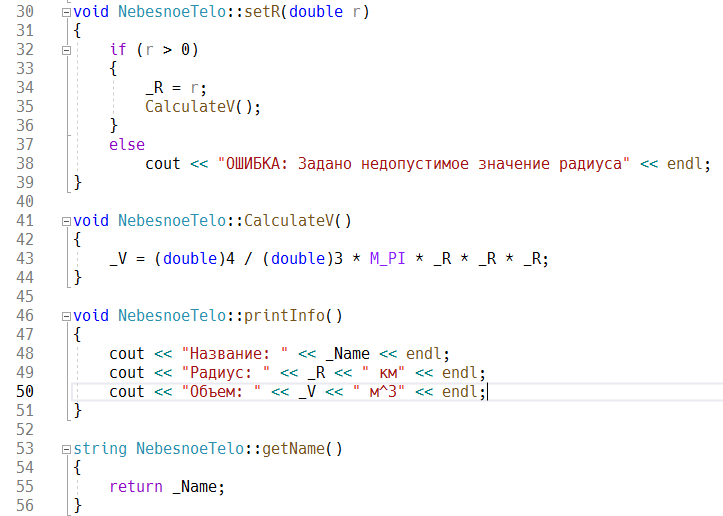 30 void NebesnoeTelo::setR(double r)
31 {
32     if (r > 0)
33     {
34         _R = r;
35         CalculateV();
36     }
37     else
38         cout << "ОШИБКА: Задано недопустимое значение радиуса" << endl;
39 }
40
41 void NebesnoeTelo::CalculateV()
42 {
43     _V = (double)4 / (double)3 * M_PI * _R * _R * _R;
44 }
45
46 void NebesnoeTelo::printInfo()
47 {
48     cout << "Название: " << _Name << endl;
49     cout << "Радиус: " << _R << " км" << endl;
50     cout << "Объем: " << _V << " м^3" << endl;
51 }
52
53 string NebesnoeTelo::getName()
54 {
55     return _Name;
56 }